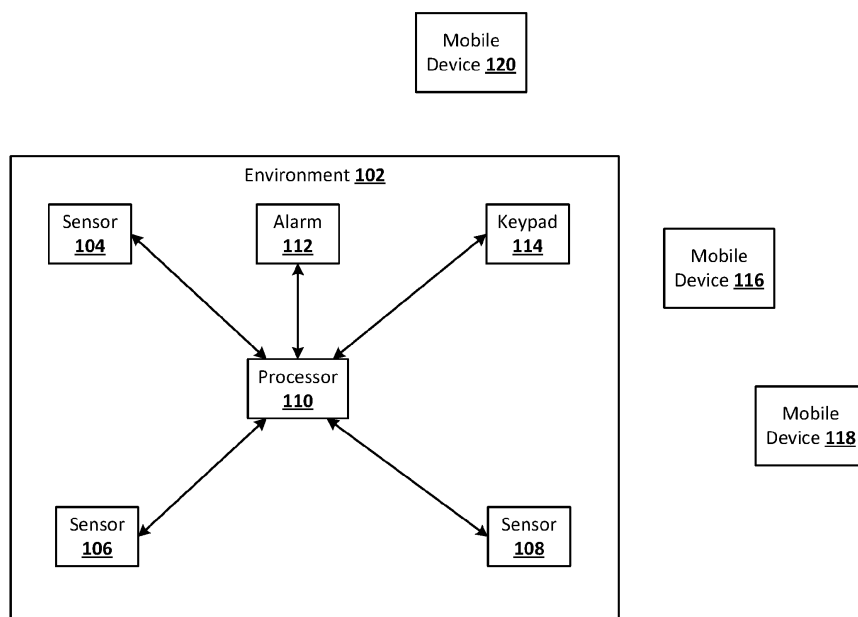 Mobile
Device 120
Environment 102
Sensor
104
Alarm
112
Keypad
114
Mobile
Device 116
Processor
110
Mobile
Device 118
Sensor
106
Sensor
108